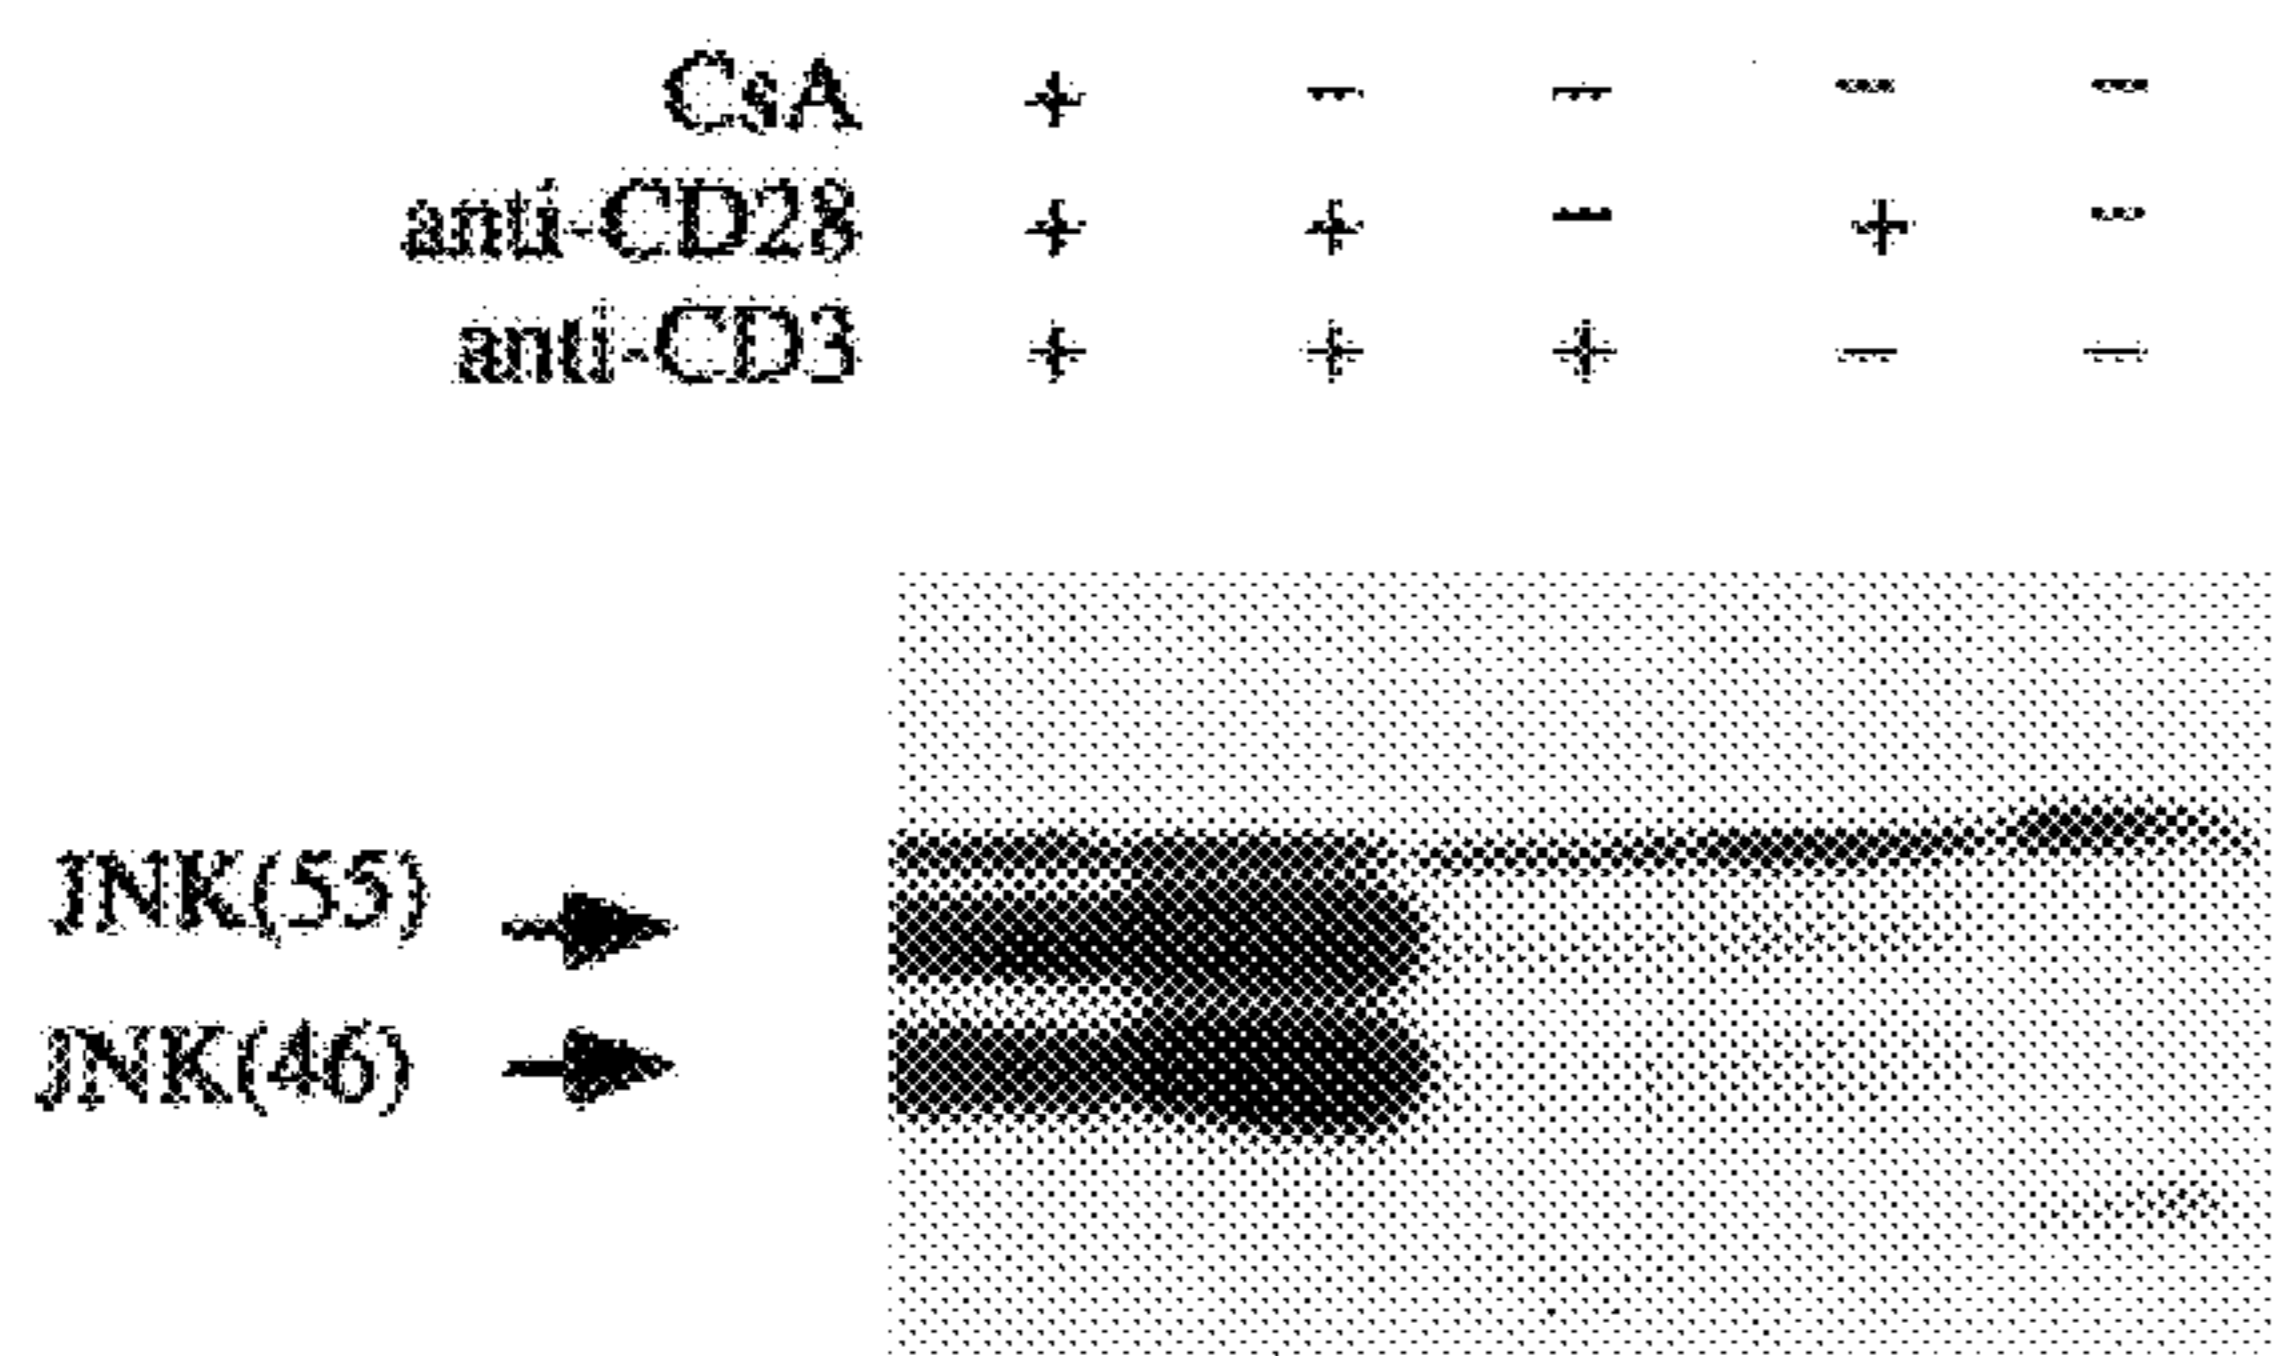 CsA + - - - -
anti-CD28 + + - + -
anti-CD3 + + + - -
JNK(55)
JNK(46)